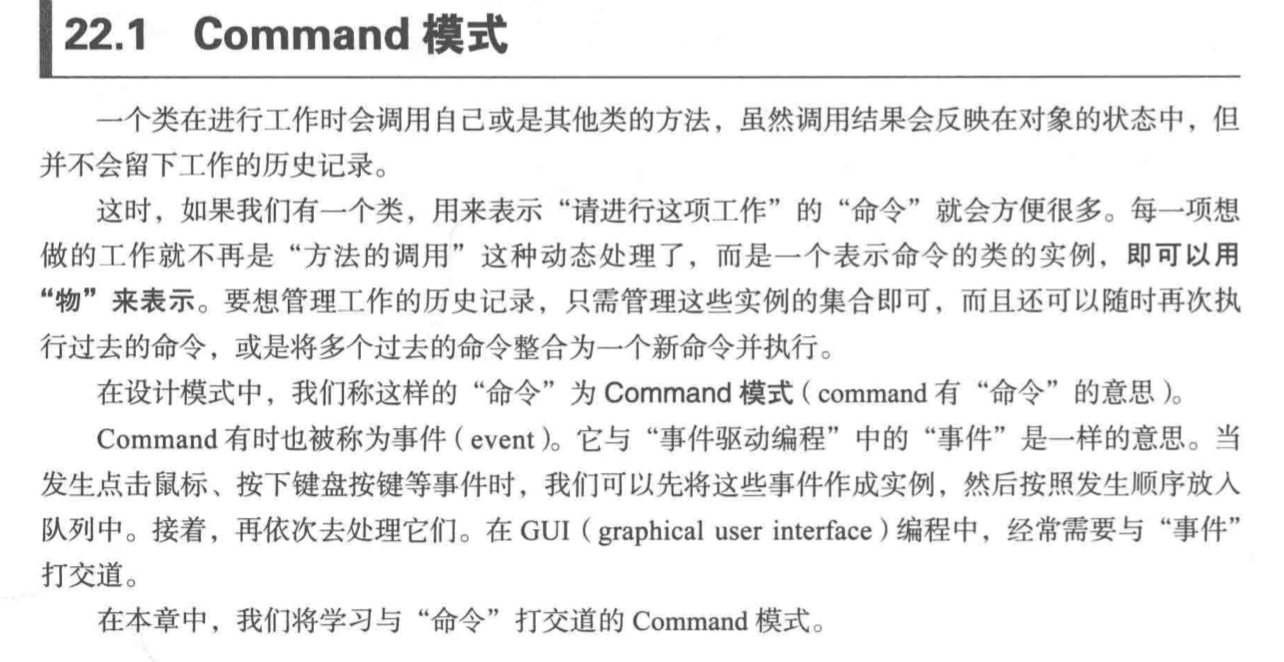 22.1 Command 模式
一个类在进行工作时会调用自己或是其他类的方法，虽然调用结果会反映在对象的状态中，但
并不会留下工作的历史记录。
这时，如果我们有一个类，用来表示“请进行这项工作”的“命令”就会方便很多。每一项想
做的工作就不再是“方法的调用”这种动态处理了，而是一个表示命令的类的实例，即可以用
“物”来表示。要想管理工作的历史记录，只需管理这些实例的集合即可，而且还可以随时再次执
行过去的命令，或是将多个过去的命令整合为一个新命令并执行。
在设计模式中，我们称这样的“命令”为 Command 模式（command 有“命令”的意思）。
Command 有时也被称为事件（event）。它与“事件驱动编程”中的“事件”是一样的意思。当
发生点击鼠标、按下键盘按键等事件时，我们可以先将这些事件作成实例，然后按照发生顺序放入
队列中。接着，再依次去处理它们。在 GUI（graphical user interface）编程中，经常需要与“事件”
打交道。
在本章中，我们将学习与“命令”打交道的 Command 模式。